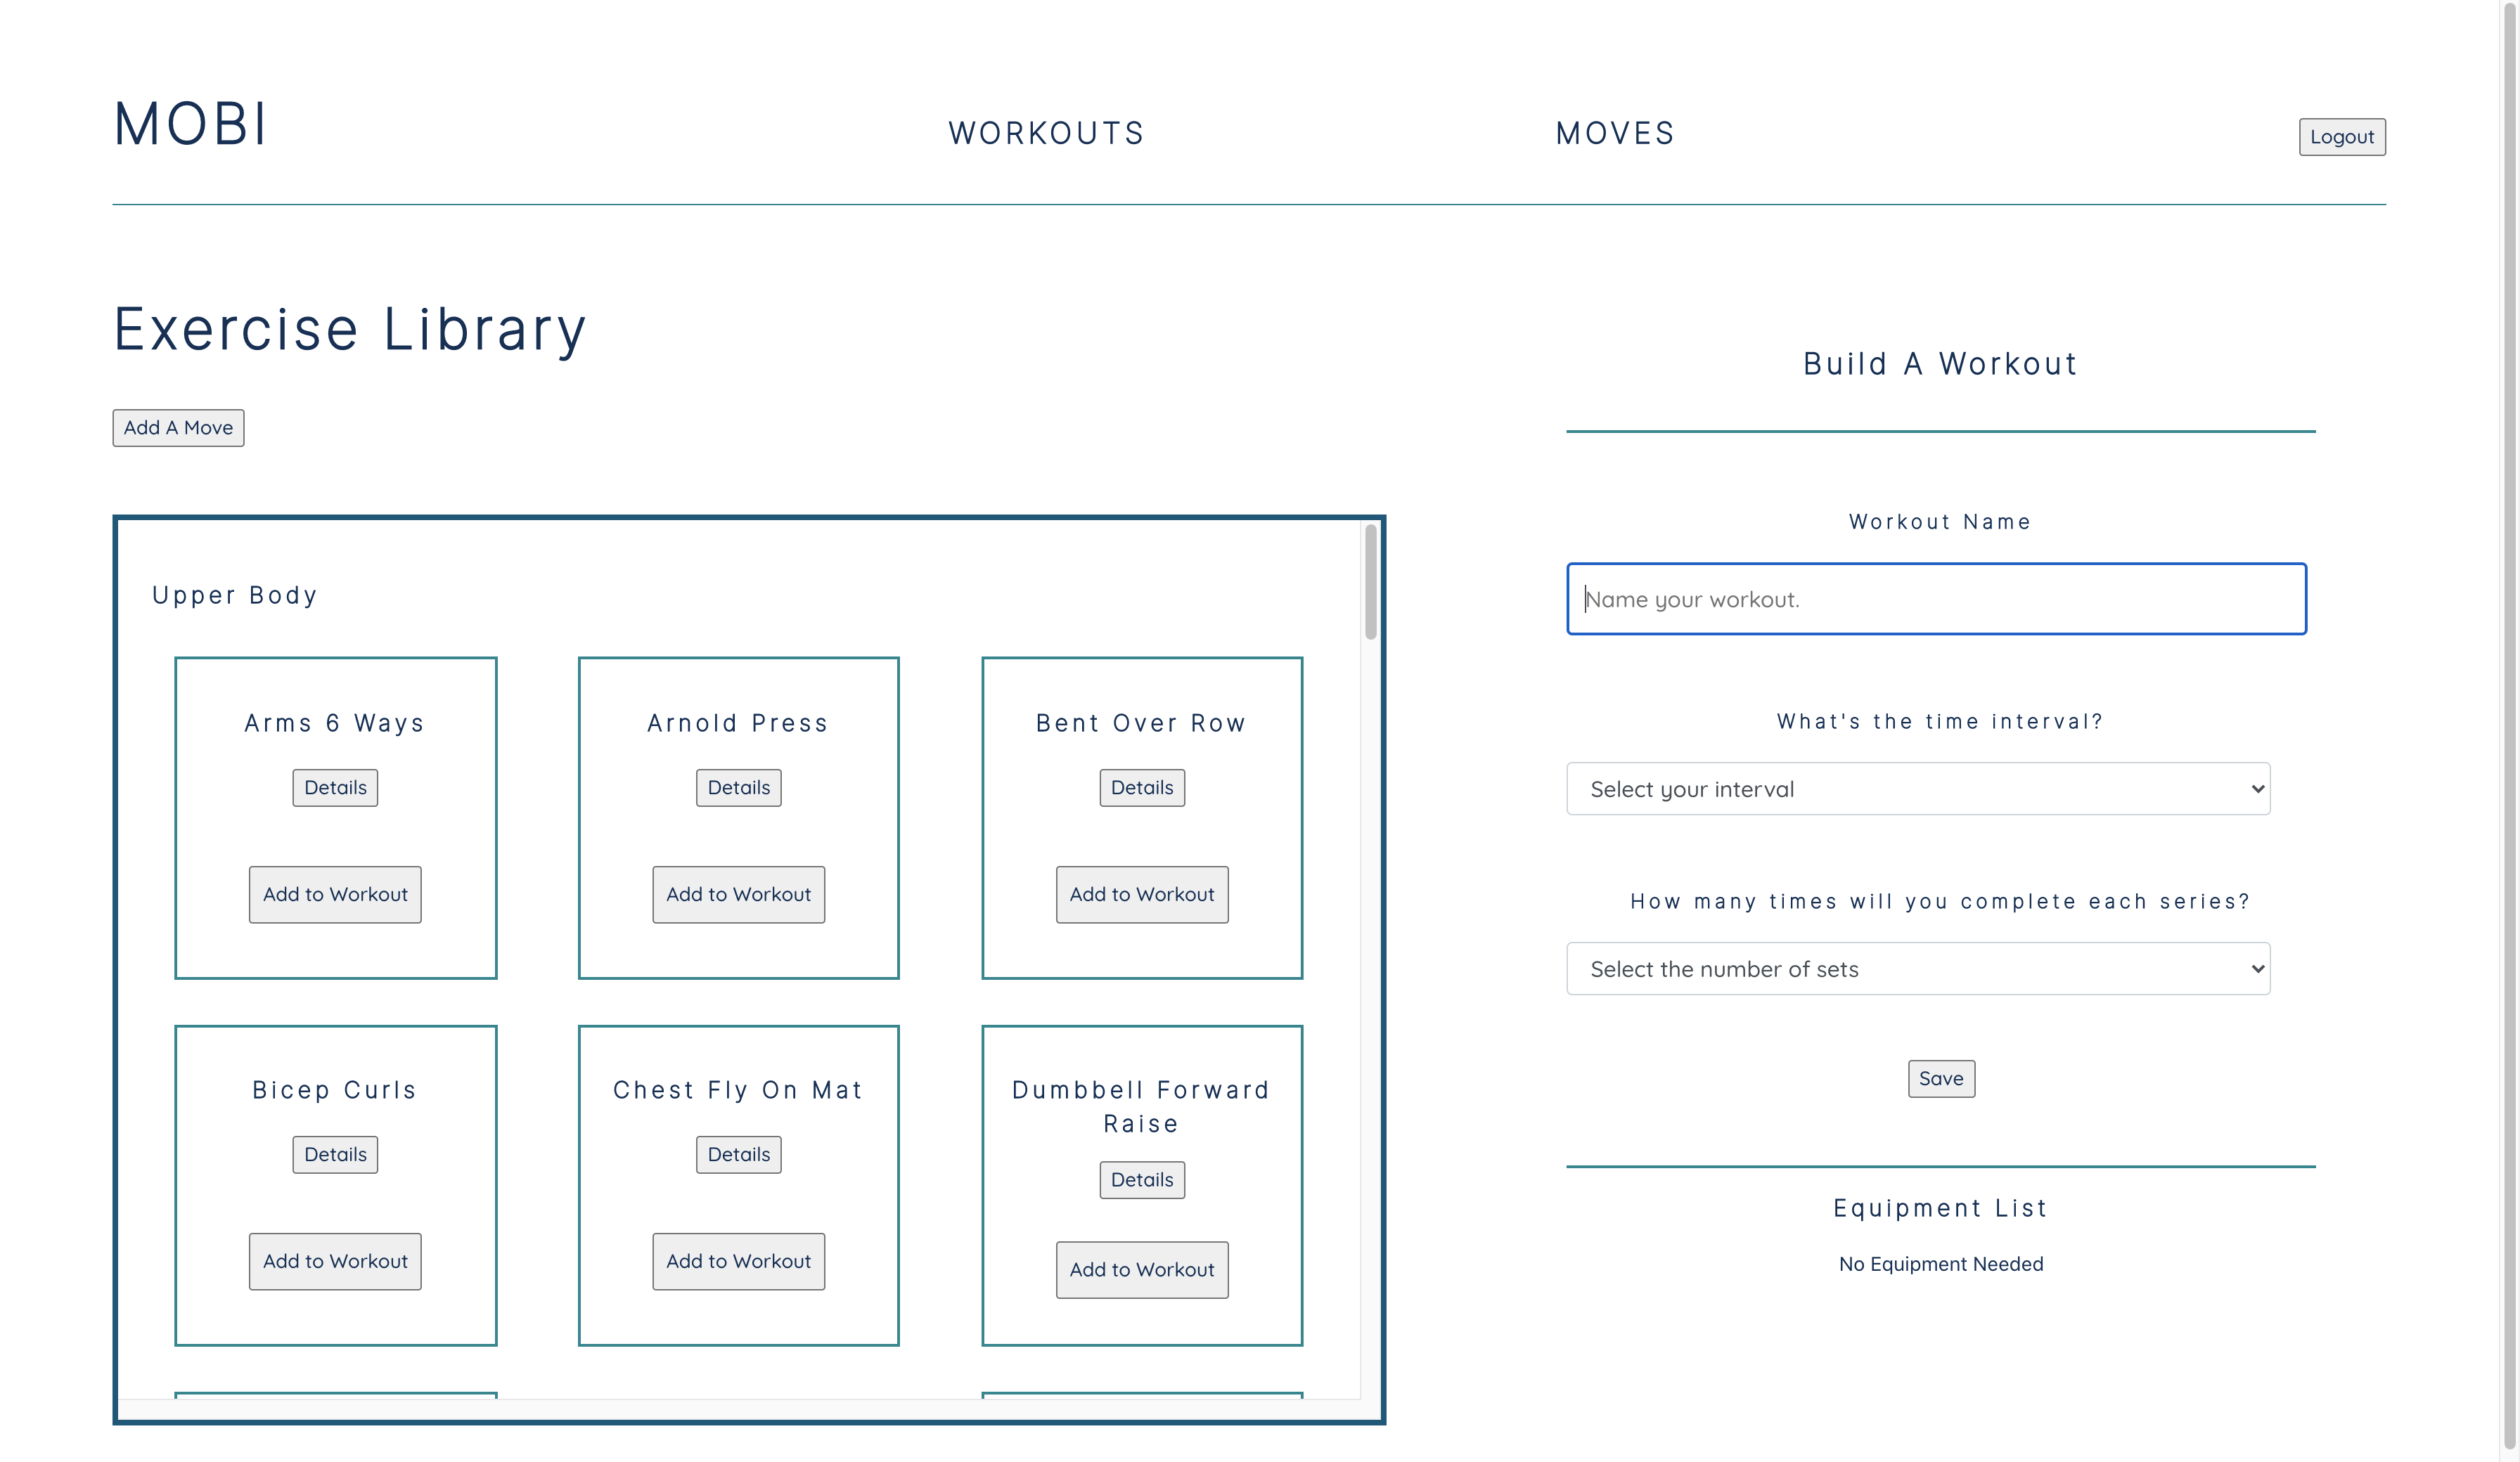 MOBI
WORKOUTS
MOVES
Logout
Exercise Library
Add A Move
Upper Body
Arms 6 Ways
Details
Add to Workout
Arnold Press
Details
Add to Workout
Bent Over Row
Details
Add to Workout
Bicep Curls
Details
Add to Workout
Chest Fly On Mat
Details
Add to Workout
Dumbbell Forward
Raise
Details
Add to Workout
Build A Workout
Workout Name
Name your workout.
What's the time interval?
Select your interval
How many times will you complete each series?
Select the number of sets
Save
Equipment List
No Equipment Needed